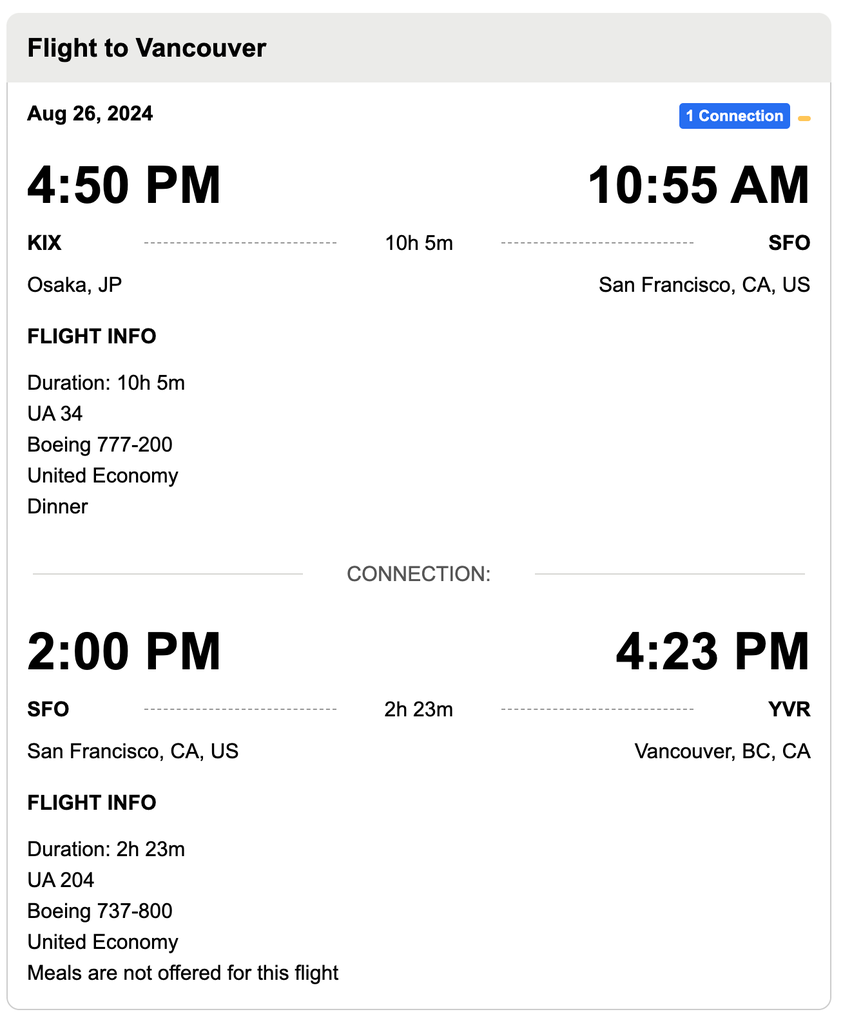 Flight to Vancouver
Aug 26, 2024 1 Connection
4:50 PM 10:55 AM
KIX 10h 5m SFO
Osaka, JP San Francisco, CA, US
FLIGHT INFO
Duration: 10h 5m
UA 34
Boeing 777-200
United Economy
Dinner
CONNECTION:
2:00 PM 4:23 PM
SFO 2h 23m YVR
San Francisco, CA, US Vancouver, BC, CA
FLIGHT INFO
Duration: 2h 23m
UA 204
Boeing 737-800
United Economy
Meals are not offered for this flight